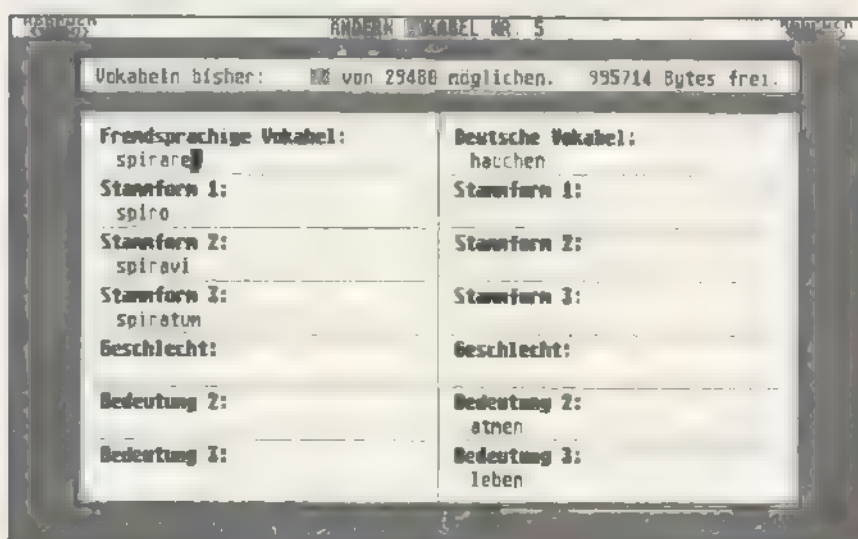 ÄNDERN VOKABEL NR. 5
Vokabeln bisher: von 29480 möglichen. 995714 Bytes frei.
Fremdsprachige Vokabel:
spirare
Stammform 1:
spiro
Stammform 2:
spiravi
Stammform 3:
spiratum
Geschlecht:
Bedeutung 2:
Bedeutung 3:
Deutsche Vokabel:
hauchen
Stammform 1:
Stammform 2:
Stammform 3:
Geschlecht:
Bedeutung 2:
atmen
Bedeutung 3:
leben